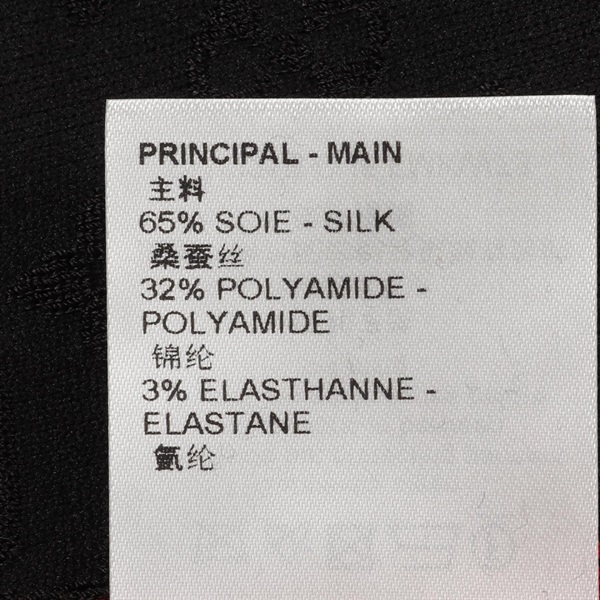 PRINCIPAL - MAIN
主料
65% SOIE - SILK
桑蚕丝
32% POLYAMIDE -
POLYAMIDE
锦纶
3% ELASTHANNE -
ELASTANE
氨纶